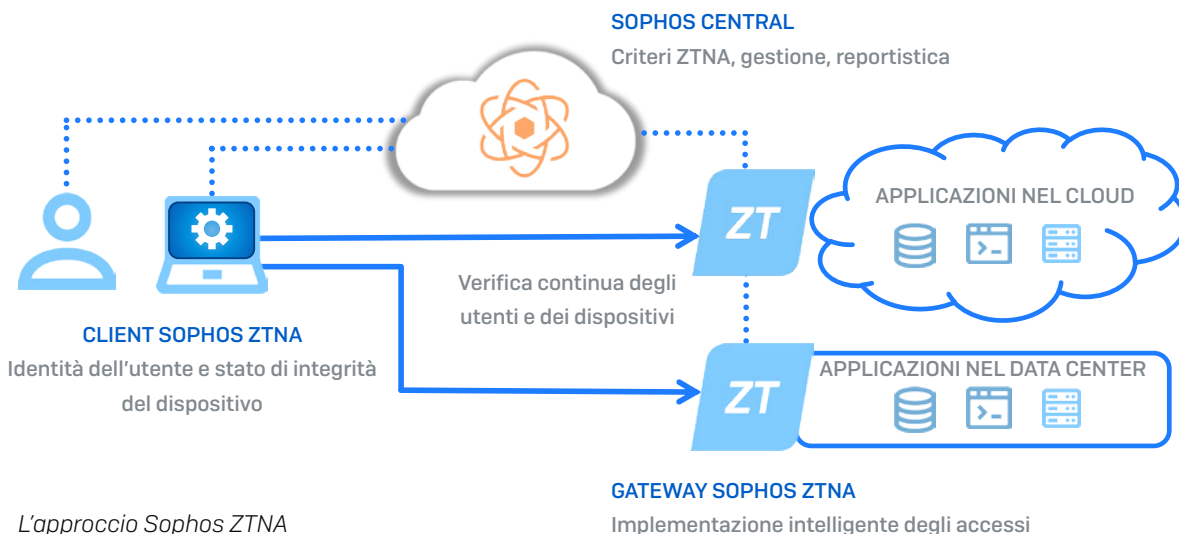 SOPHOS CENTRAL
Criteri ZTNA, gestione, reportistica
APPLICAZIONI NEL CLOUD
ZT
Verifica continua degli
utenti e dei dispositivi
CLIENT SOPHOS ZTNA
Identità dell'utente e stato di integrità
del dispositivo
APPLICAZIONI NEL DATA CENTER
ZT
GATEWAY SOPHOS ZTNA
Implementazione intelligente degli accessi
L'approccio Sophos ZTNA